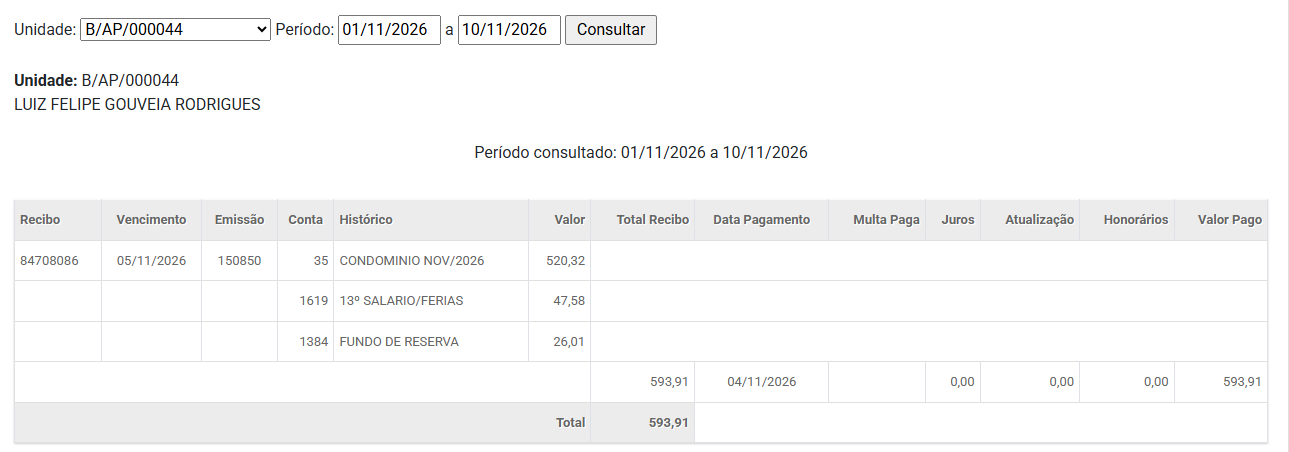 Unidade: B/AP/000044 Período: 01/11/2026 a 10/11/2026 Consultar
Unidade: B/AP/000044
LUIZ FELIPE GOUVEIA RODRIGUES
Período consultado: 01/11/2026 a 10/11/2026
Recibo Vencimento Emissão Conta Histórico Valor Total Recibo Data Pagamento Multa Paga Juros Atualização Honorários Valor Pago
84708086 05/11/2026 150850 35 CONDOMINIO NOV/2026 520,32
1619 13º SALARIO/FERIAS 47,58
1384 FUNDO DE RESERVA 26,01
593,91 04/11/2026 0,00 0,00 0,00 593,91
Total 593,91